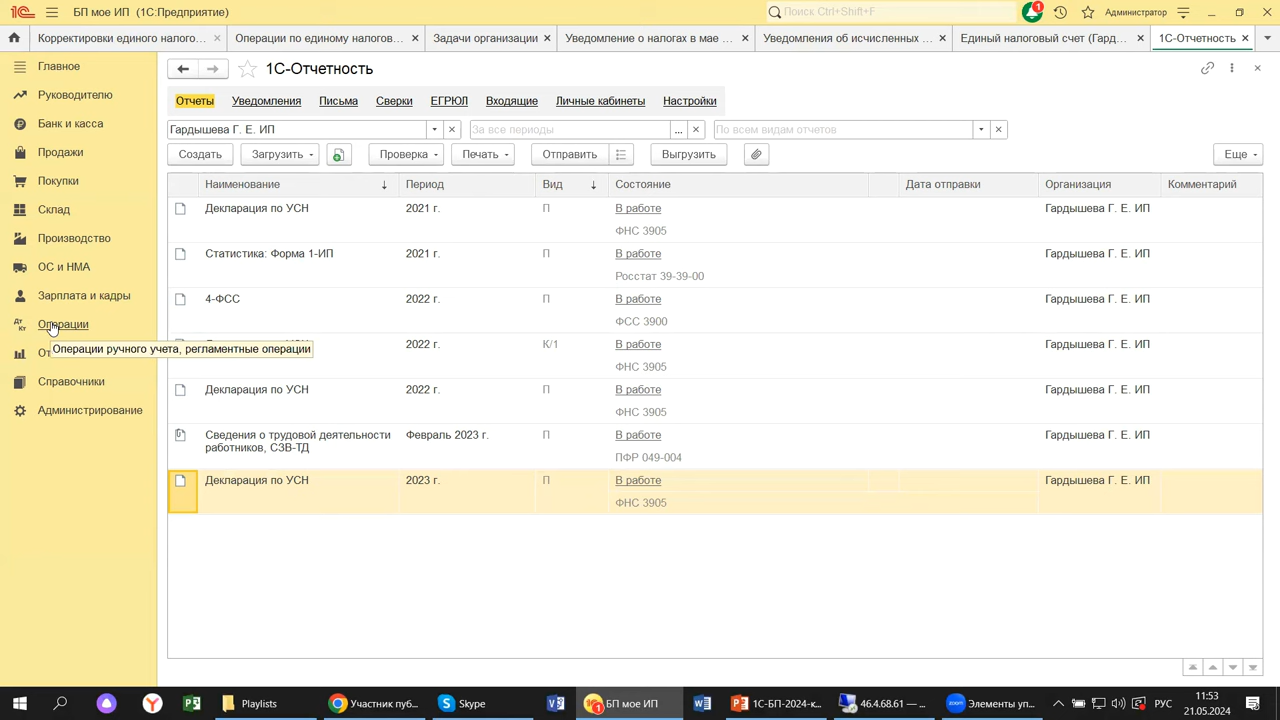 БП мое ИП (1С:Предприятие)
Поиск Ctrl+Shift+F
1
Администратор
Корректировки единого налого...
Операции по единому налогов...
Задачи организации
Уведомление о налогах в мае ...
Уведомления об исчисленных ...
Единый налоговый счет (Гард...
1С-Отчетность
Главное
Руководителю
Банк и касса
Продажи
Покупки
Склад
Производство
ОС и НМА
Зарплата и кадры
Операции
От
Справочники
Администрирование
Операции ручного учета, регламентные операции
1С-Отчетность
Отчеты
Уведомления
Письма
Сверки
ЕГРЮЛ
Входящие
Личные кабинеты
Настройки
Гардышева Г. Е. ИП
За все периоды
...
По всем видам отчетов
Создать
Загрузить
Проверка
Печать
Отправить
Выгрузить
Еще
Наименование
Период
Вид
Состояние
Дата отправки
Организация
Комментарий
Декларация по УСН 2021 г. П В работе Гардышева Г. Е. ИП
ФНС 3905
Статистика: Форма 1-ИП 2021 г. П В работе Гардышева Г. Е. ИП
Росстат 39-39-00
4-ФСС 2022 г. П В работе Гардышева Г. Е. ИП
ФСС 3900
2022 г. К/1 В работе Гардышева Г. Е. ИП
ФНС 3905
Декларация по УСН 2022 г. П В работе Гардышева Г. Е. ИП
ФНС 3905
Сведения о трудовой деятельности Февраль 2023 г. П В работе Гардышева Г. Е. ИП
работников, СЗВ-ТД
ПФР 049-004
Декларация по УСН 2023 г. П В работе Гардышева Г. Е. ИП
ФНС 3905
Playlists
Участник пуб...
Skype
БП мое ИП
1С-БП-2024-к...
46.4.68.61) — ...
Элементы уп...
РУС
11:53
21.05.2024